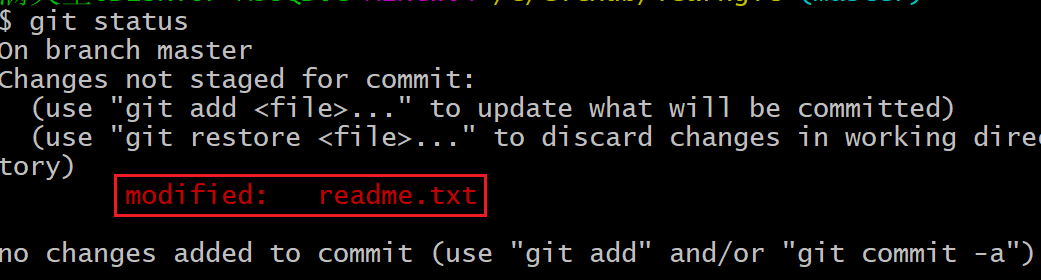 $ git status
On branch master
Changes not staged for commit:
(use "git add <file>..." to update what will be committed)
(use "git restore <file>..." to discard changes in working direc
tory)
modified: readme.txt
no changes added to commit (use "git add" and/or "git commit -a")